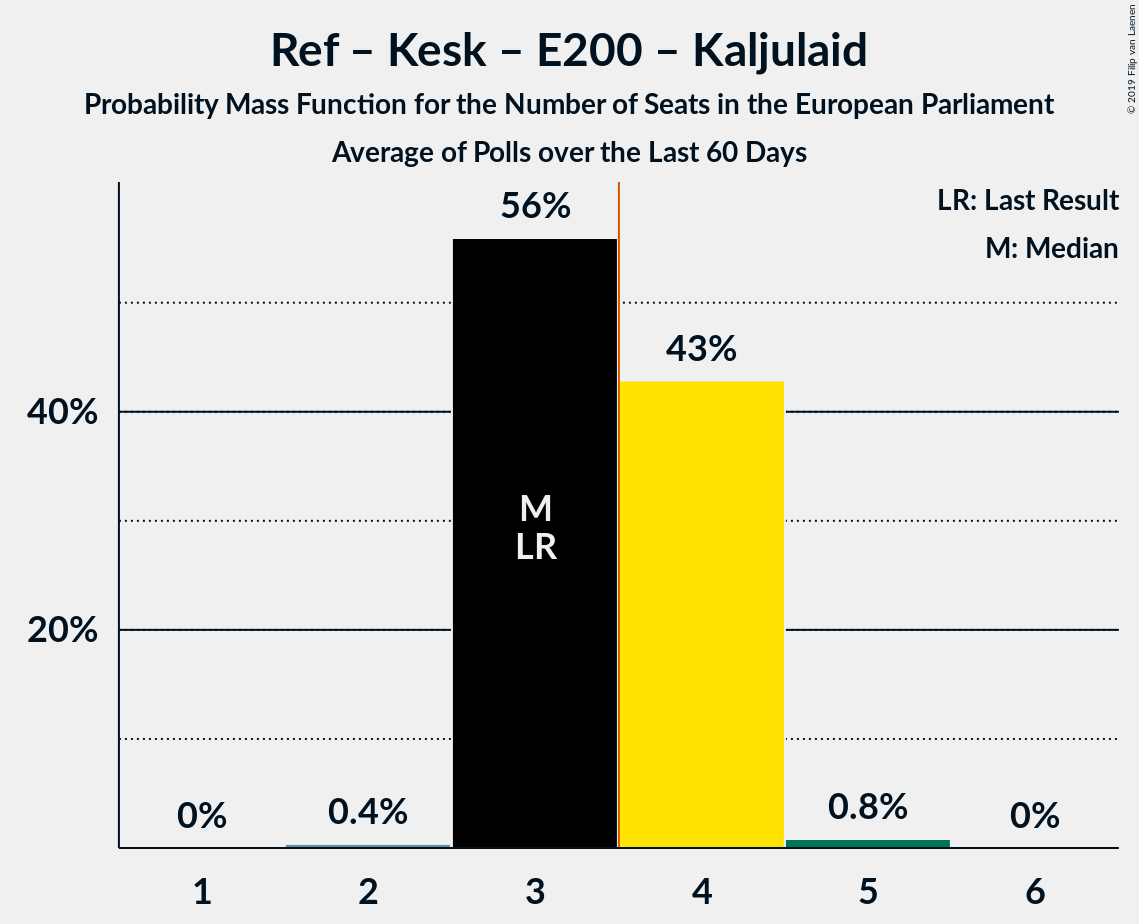 Ref – Kesk – E200 – Kaljulaid
Probability Mass Function for the Number of Seats in the European Parliament
Average of Polls over the Last 60 Days
© 2019 Filip van Laenen
LR: Last Result
M: Median
56%
43%
40%
M
LR
20%
0%
0.4%
0.8%
0%
1
2
3
4
5
6